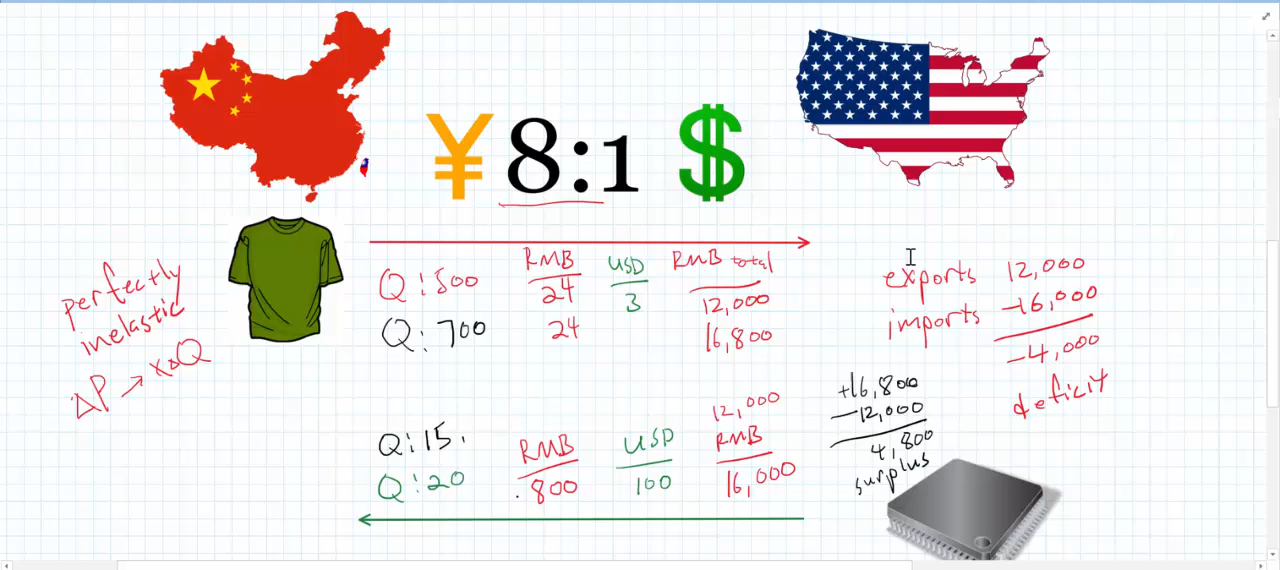 ¥ 8:1 $
perfectly
inelastic
ΔP → xΔQ
RMB USD RMB total
Q: 500 24 3 12,000
Q: 700 24 16,800
exports 12,000
imports -16,000
-4,000
deficit
+16,800
-12,000
4,800
surplus
12,000
Q: 15. RMB USD RMB
Q: 20 800 100 16,000